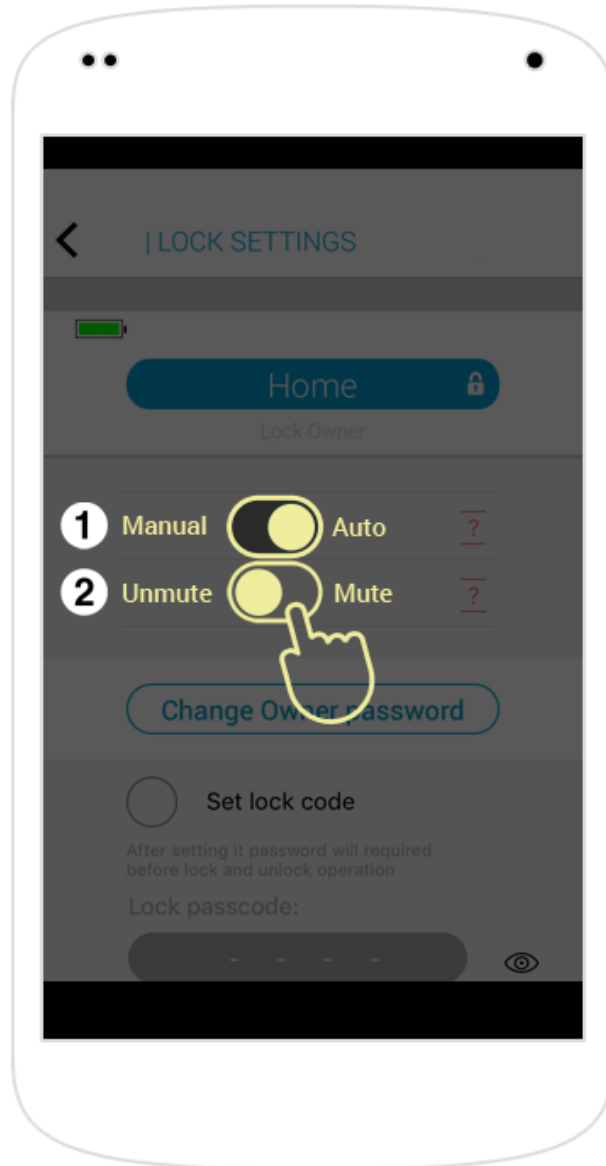 | LOCK SETTINGS
Home
Lock Owner
1 Manual Auto ?
2 Unmute Mute ?
Change Owner password
Set lock code
After setting it password will required
before lock and unlock operation
Lock passcode:
- - - -